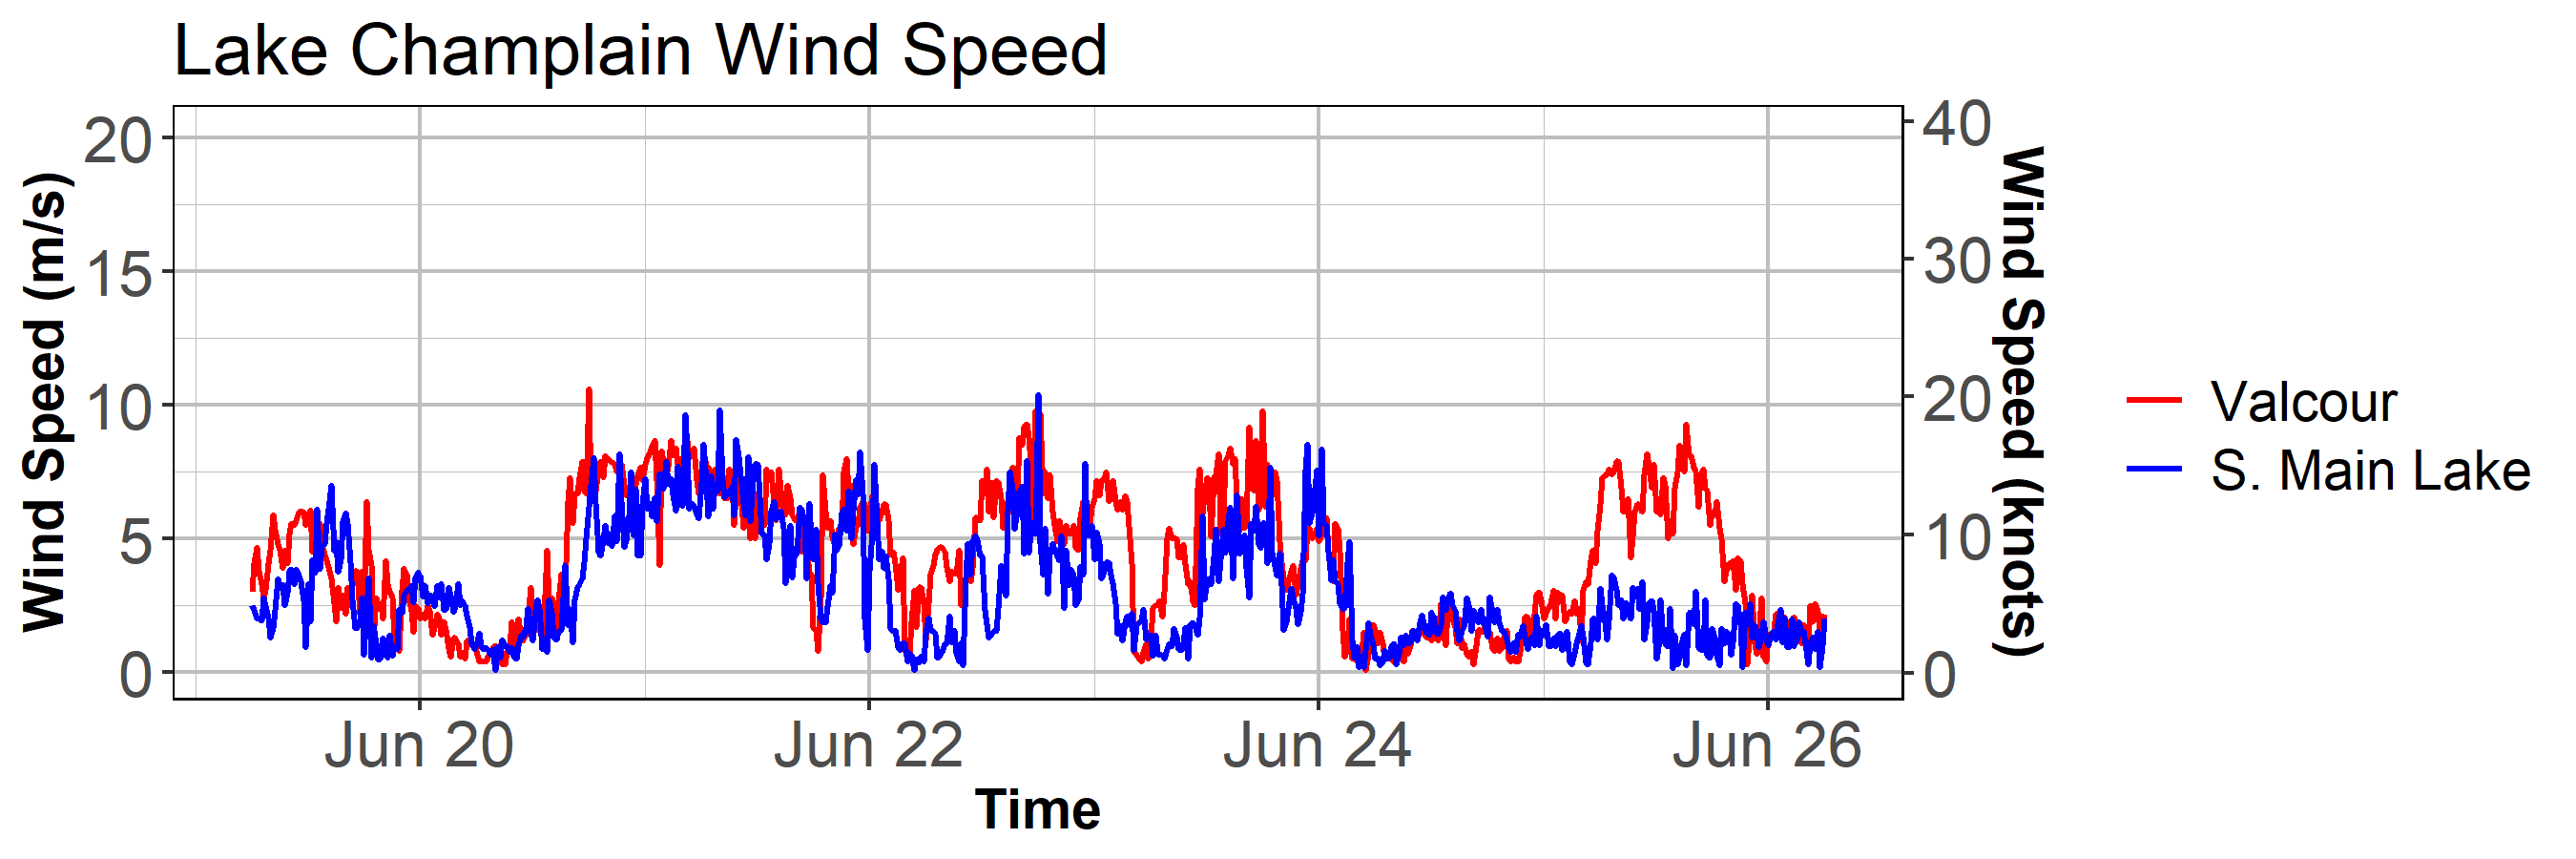 Lake Champlain Wind Speed
Wind Speed (m/s)
20
15
10
5
0
40
30
20
10
0
Wind Speed (knots)
Jun 20
Jun 22
Jun 24
Jun 26
Time
Valcour
S. Main Lake